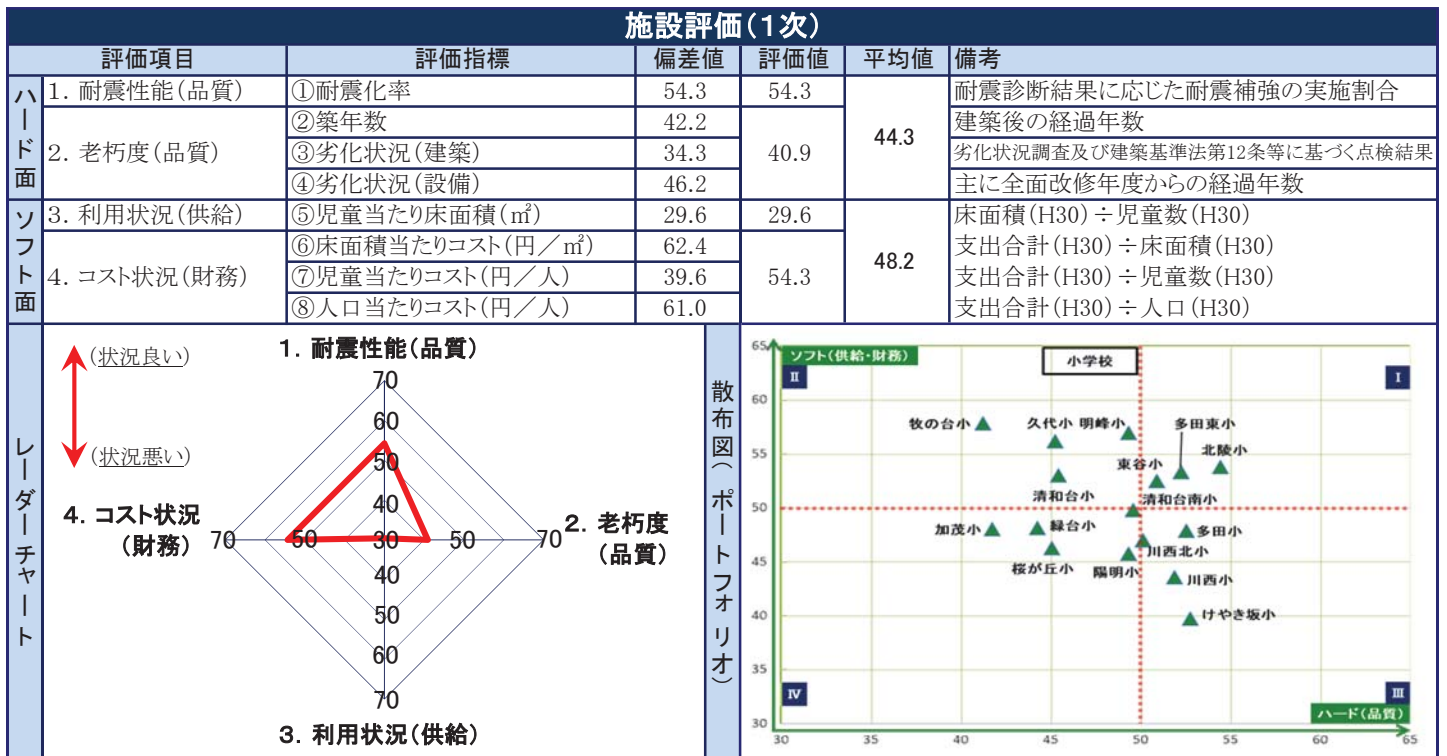 施設評価(1次)
評価項目 評価指標 偏差値 評価値 平均値 備考
ハード面
1. 耐震性能(品質) ①耐震化率 54.3 54.3 44.3 耐震診断結果に応じた耐震補強の実施割合
2. 老朽度(品質) ②築年数 42.2 40.9 建築後の経過年数
③劣化状況(建築) 34.3 劣化状況調査及び建築基準法第12条等に基づく点検結果
④劣化状況(設備) 46.2 主に全面改修年度からの経過年数
ソフト面
3. 利用状況(供給) ⑤児童当たり床面積(㎡) 29.6 29.6 48.2 床面積(H30)÷児童数(H30)
4. コスト状況(財務) ⑥床面積当たりコスト(円/㎡) 62.4 54.3 支出合計(H30)÷床面積(H30)
⑦児童当たりコスト(円/人) 39.6 支出合計(H30)÷児童数(H30)
⑧人口当たりコスト(円/人) 61.0 支出合計(H30)÷人口(H30)
レーダーチャート
(状況良い)
(状況悪い)
1. 耐震性能(品質)
70
60
50
40
4. コスト状況
(財務)
70 50 30 50 70
2. 老朽度
(品質)
40
50
60
70
3. 利用状況(供給)
散布図(ポートフォリオ)
65
ソフト(供給・財務)
小学校
II
I
60
牧の台小
久代小 明峰小
多田東小
55
東谷小
北陵小
清和台小
清和台南小
50
加茂小
緑台小
多田小
川西北小
45
桜が丘小
陽明小
川西小
40
けやき坂小
35
IV
III
ハード(品質)
30
30 35 40 45 50 55 60 65